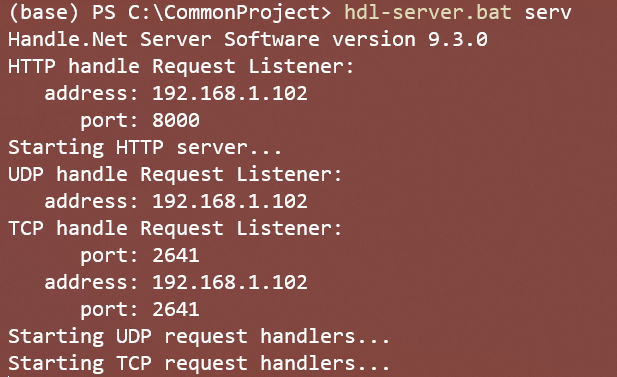 (base) PS C:\CommonProject> hdl-server.bat serv
Handle.Net Server Software version 9.3.0
HTTP handle Request Listener:
   address: 192.168.1.102
      port: 8000
Starting HTTP server...
UDP handle Request Listener:
   address: 192.168.1.102
TCP handle Request Listener:
      port: 2641
   address: 192.168.1.102
      port: 2641
Starting UDP request handlers...
Starting TCP request handlers...